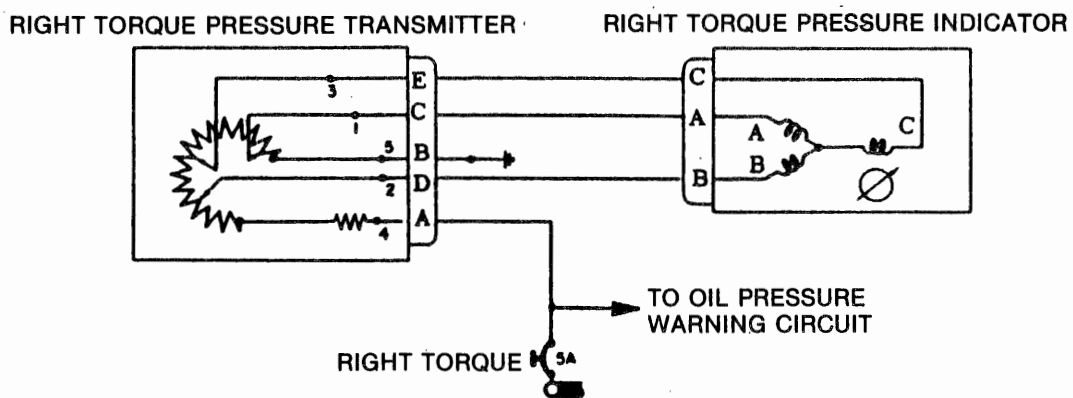 RIGHT TORQUE PRESSURE TRANSMITTER
RIGHT TORQUE PRESSURE INDICATOR
3
E
C
1
C
A
A
C
5
B
B
2
D
B
4
A
TO OIL PRESSURE
WARNING CIRCUIT
RIGHT TORQUE
5A